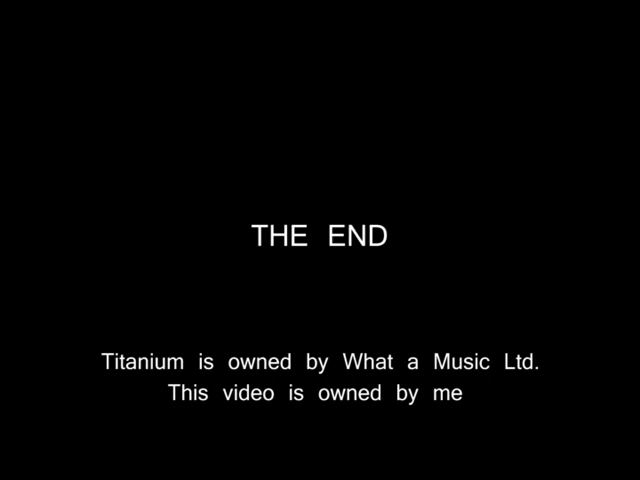 THE END
Titanium is owned by What a Music Ltd.
This video is owned by me